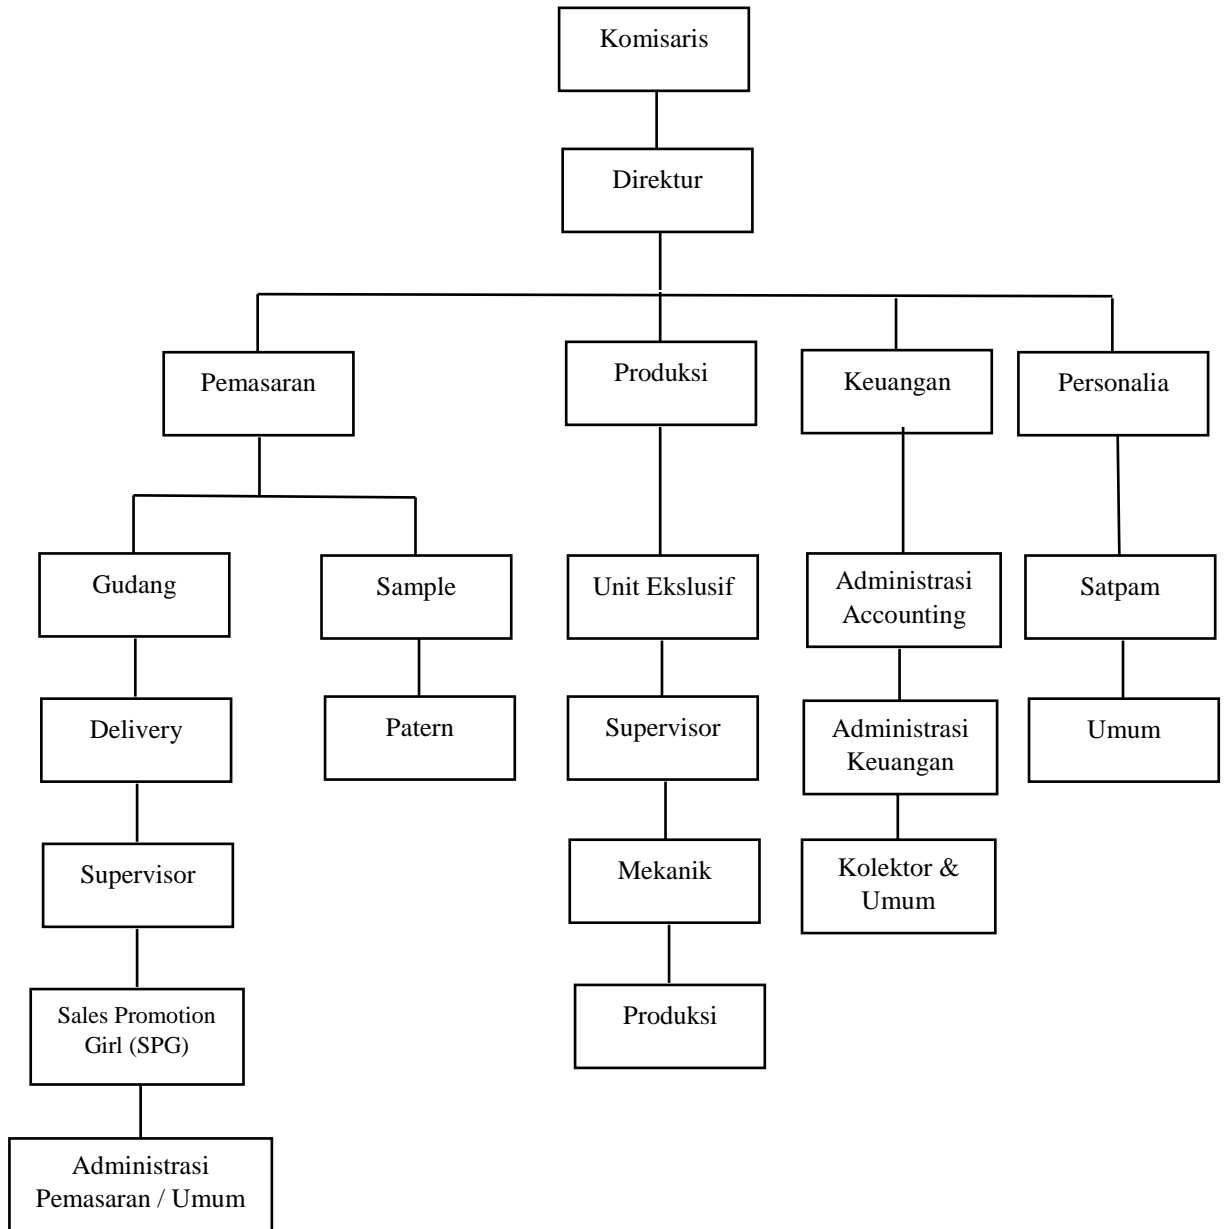 Komisaris
Direktur
Pemasaran
Produksi
Keuangan
Personalia
Gudang
Sample
Unit Ekslusif
Administrasi
Accounting
Satpam
Delivery
Patern
Supervisor
Administrasi
Keuangan
Umum
Supervisor
Mekanik
Kolektor &
Umum
Sales Promotion
Girl (SPG)
Produksi
Administrasi
Pemasaran / Umum